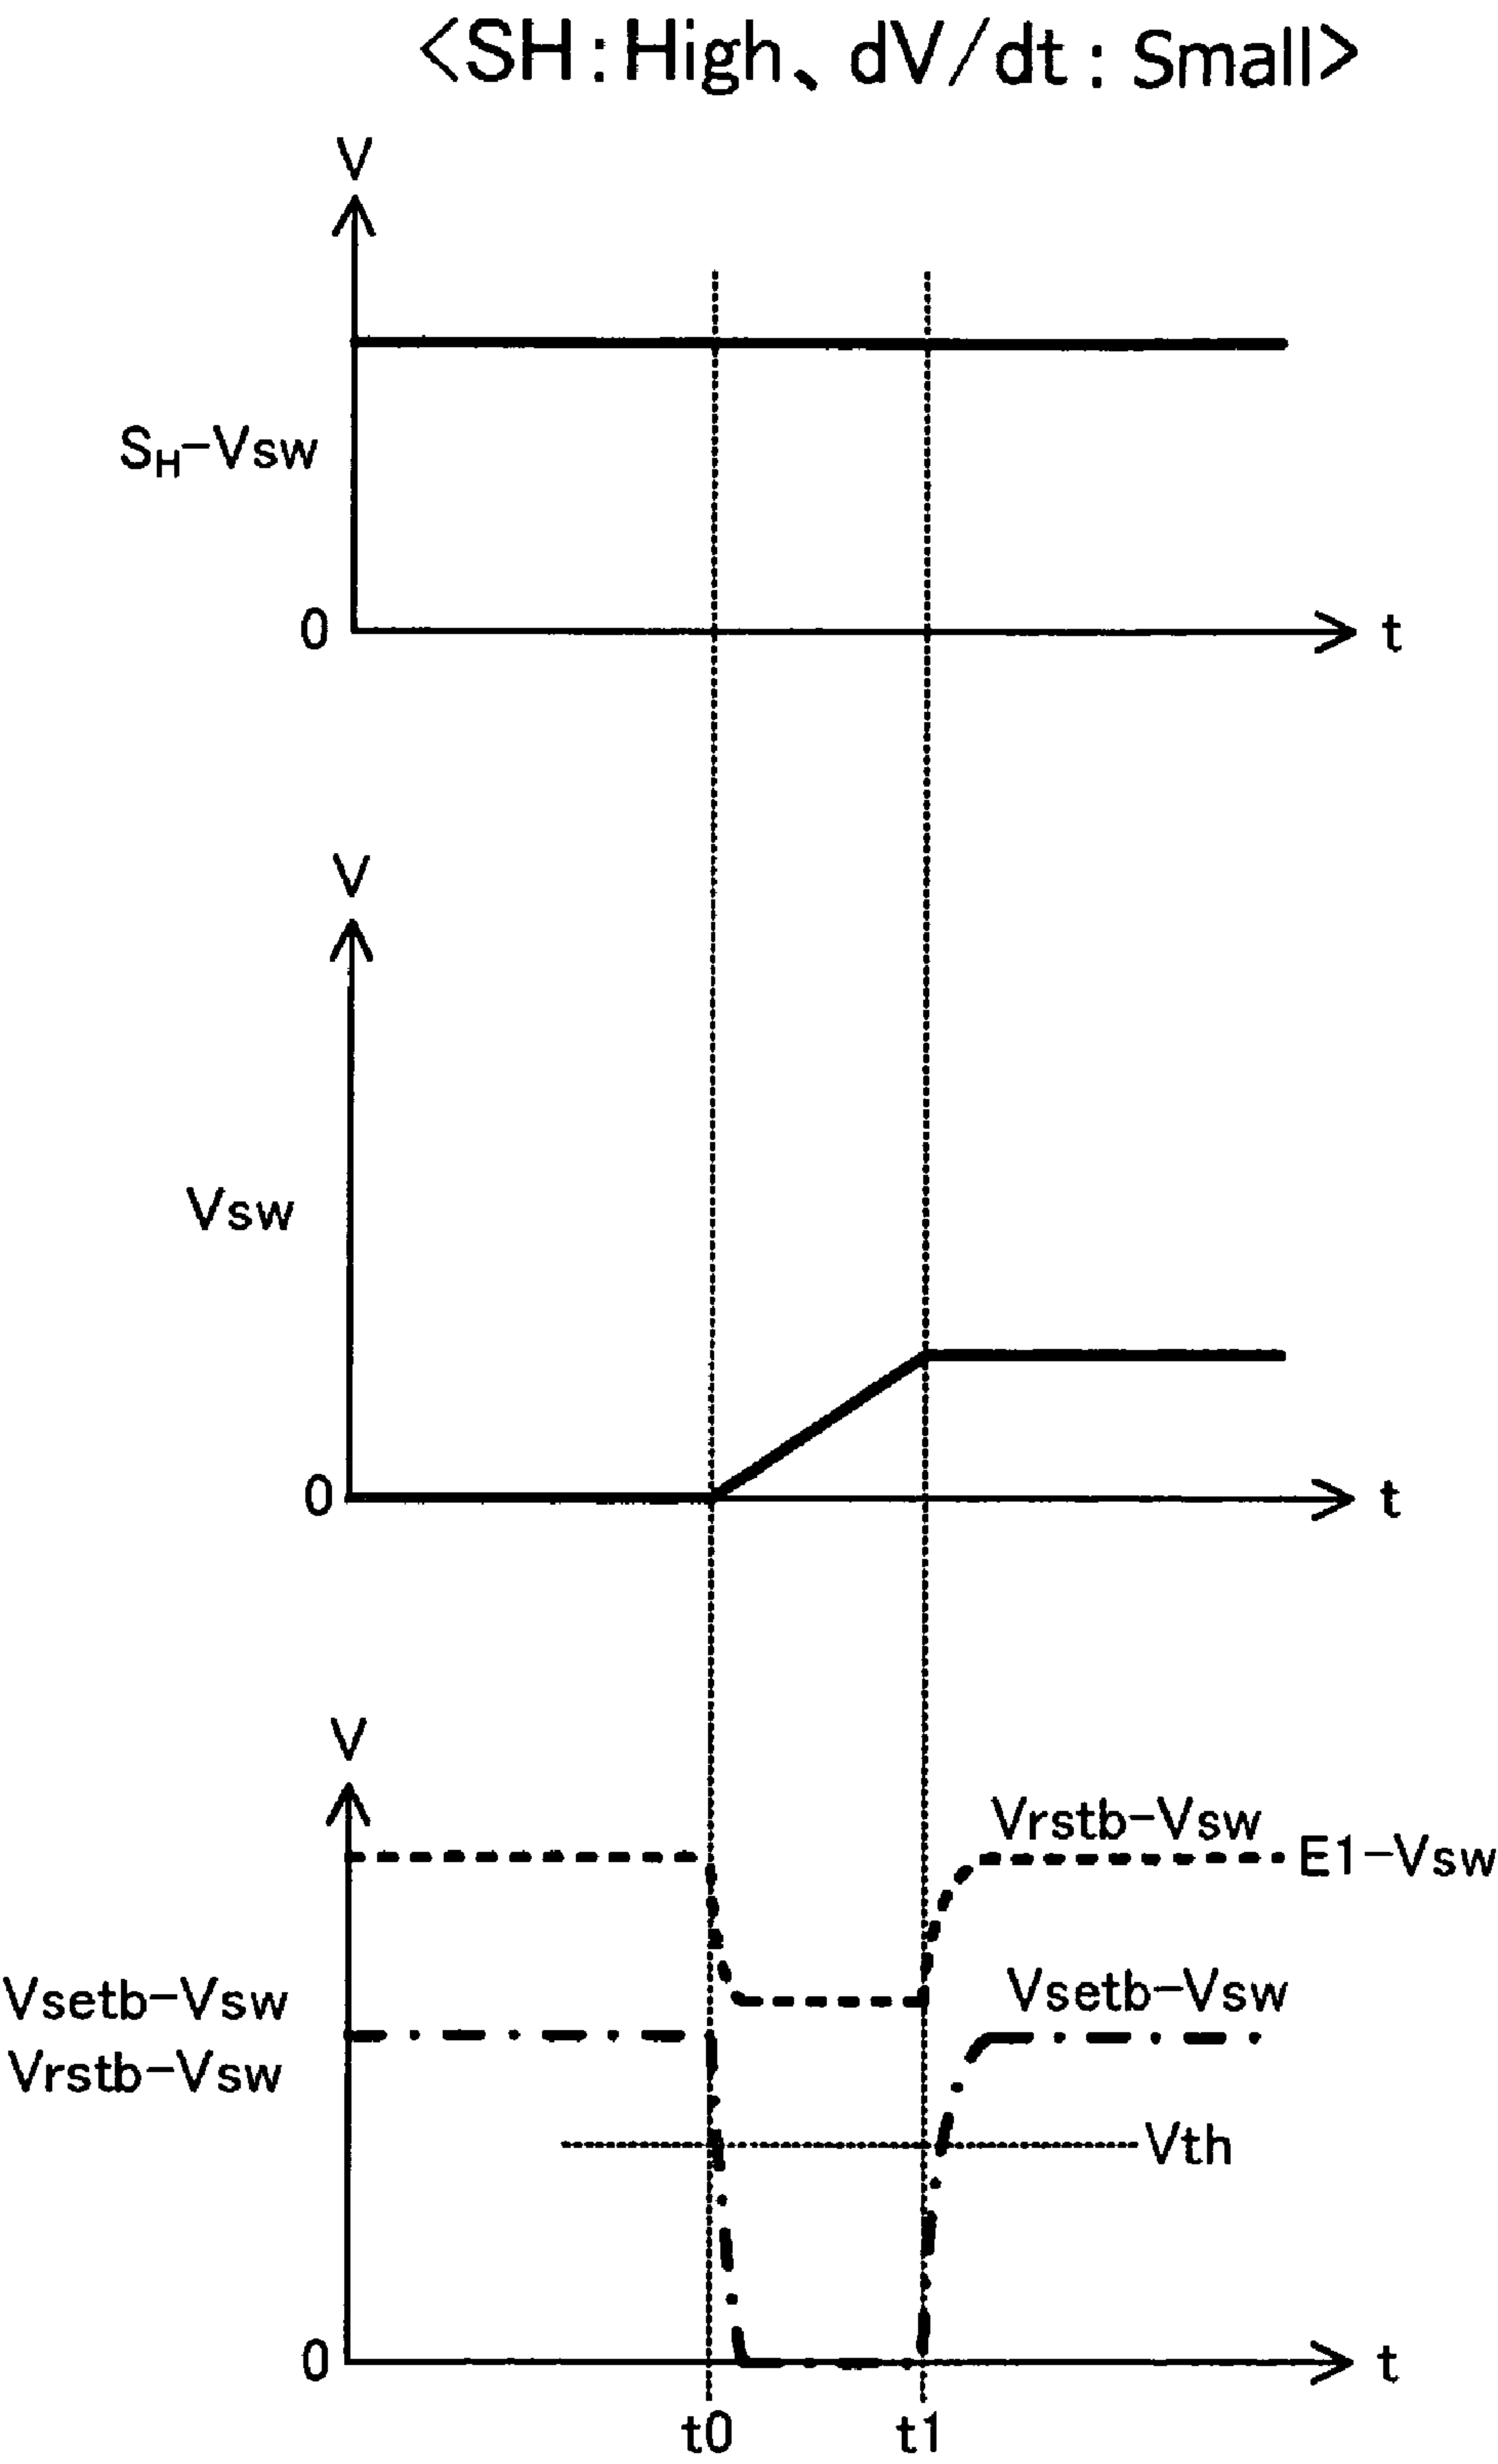 <SH:High、dV/dt:Small>
V
SH-Vsw
0
t
V
Vsw
0
t
V
Vrstb-Vsw
E1-Vsw
Vsetb-Vsw
Vsetb-Vsw
Vrstb-Vsw
Vth
0
t
t0
t1